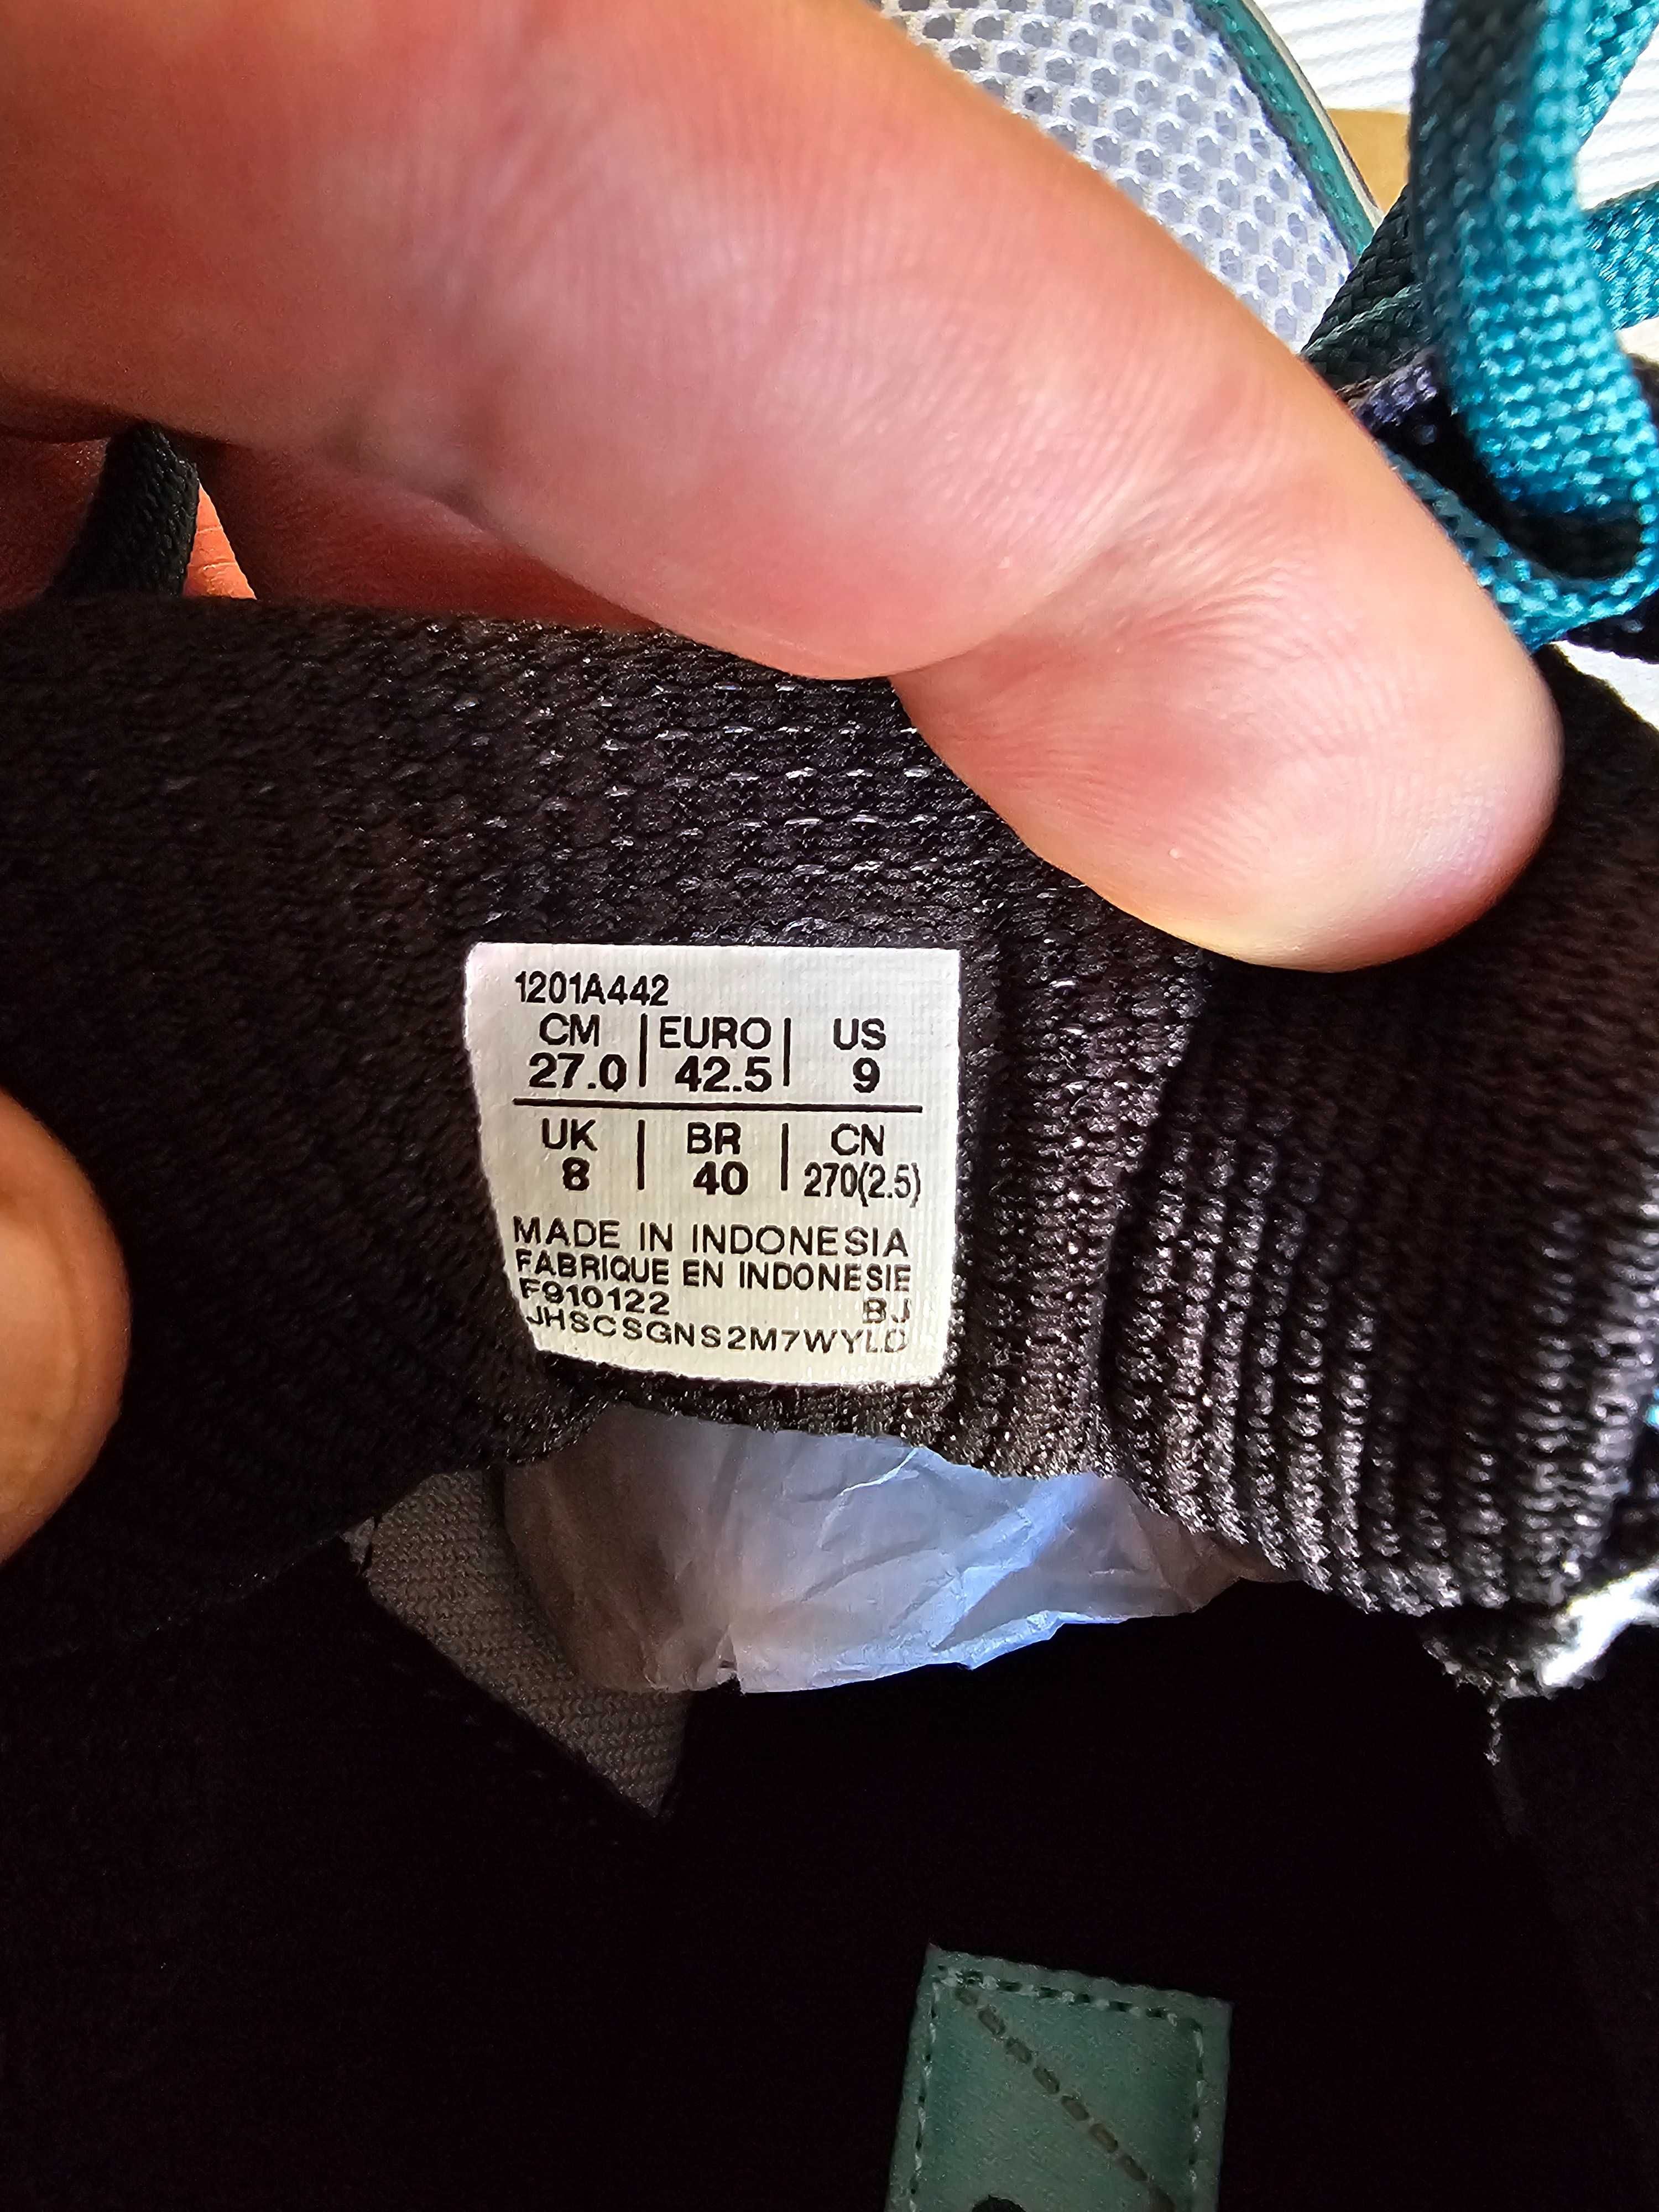 1201A442
CM | EURO | US
27.0 | 42.5 | 9
UK | BR | CN
8 | 40 | 270(2.5)
MADE IN INDONESIA
FABRIQUE EN INDONESIE
F910122 BJ
JHSCSGNS2M7WYLD